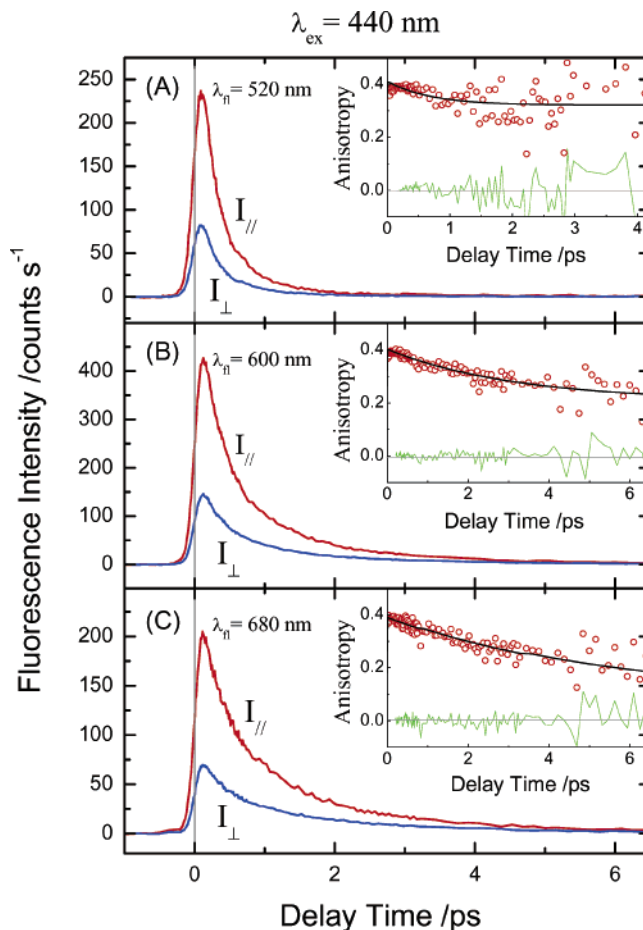 λex= 440 nm
Fluorescence Intensity /counts s⁻¹
(A)
λfl= 520 nm
250
200
150
100
50
0
I//
I⊥
Anisotropy
0.4
0.2
0.0
0 1 2 3 4
Delay Time /ps
(B)
λfl= 600 nm
400
300
200
100
0
I//
I⊥
Anisotropy
0.4
0.2
0.0
0 2 4 6
Delay Time /ps
(C)
λfl= 680 nm
200
150
100
50
0
I//
I⊥
Anisotropy
0.4
0.2
0.0
0 2 4 6
Delay Time /ps
0 2 4 6
Delay Time /ps